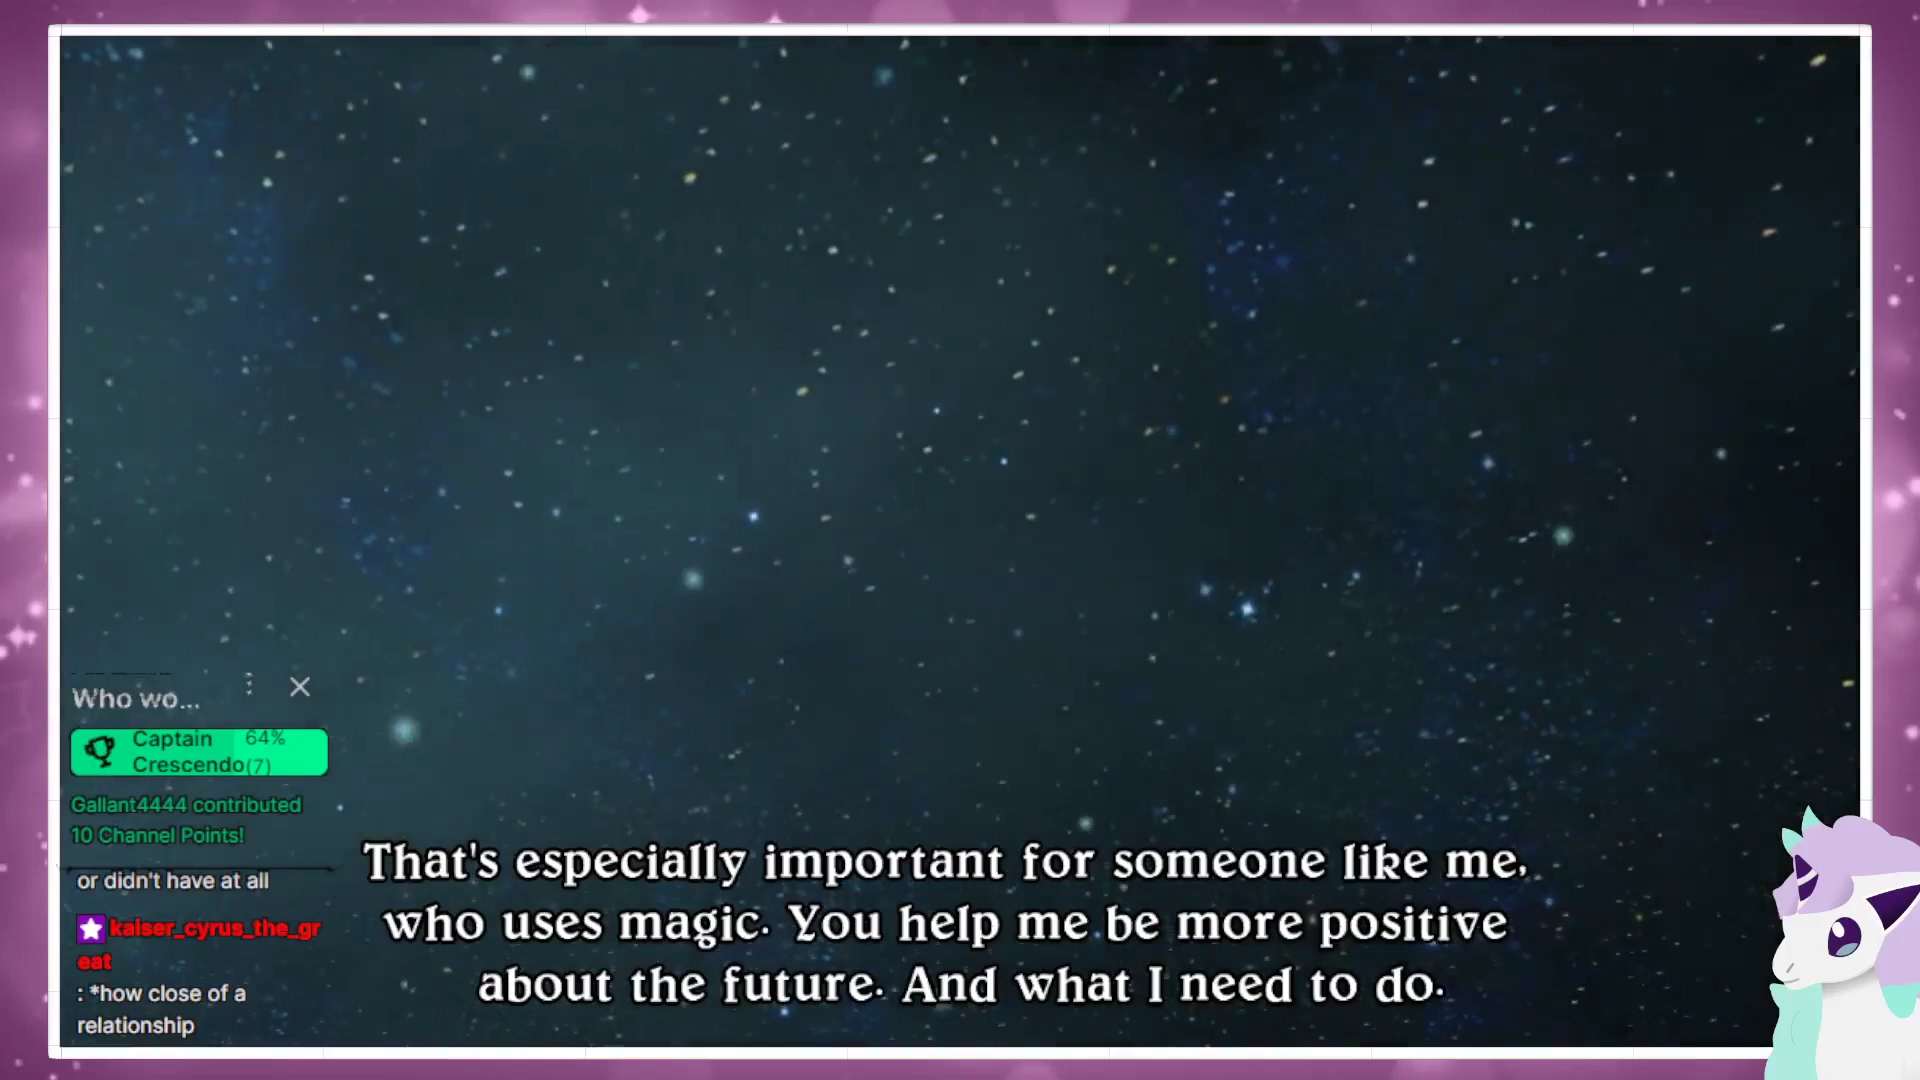 Who wo...
Captain 64%
Crescendo(7)
Gallant4444 contributed
10 Channel Points!
or didn't have at all
kaiser_cyrus_the_gr
eat
: *how close of a
relationship
That's especially important for someone like me,
who uses magic. You help me be more positive
about the future. And what I need to do.